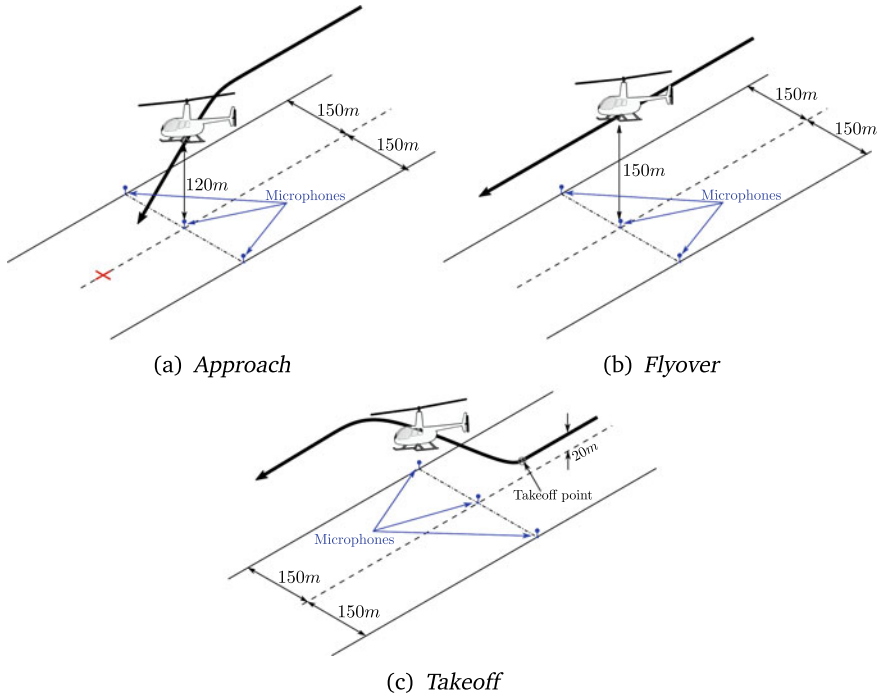 150m
150m
120m
Microphones
(a) Approach
150m
150m
150m
Microphones
(b) Flyover
20m
Takeoff point
Microphones
150m
150m
(c) Takeoff